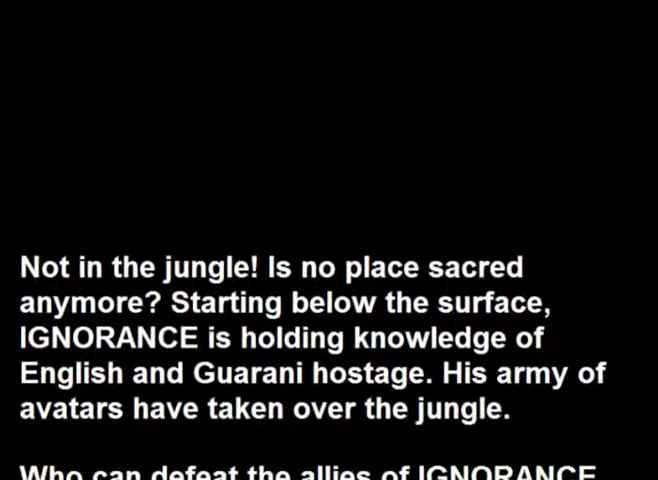 Not in the jungle! Is no place sacred
anymore? Starting below the surface,
IGNORANCE is holding knowledge of
English and Guarani hostage. His army of
avatars have taken over the jungle.
Who can defeat the allies of IGNORANCE